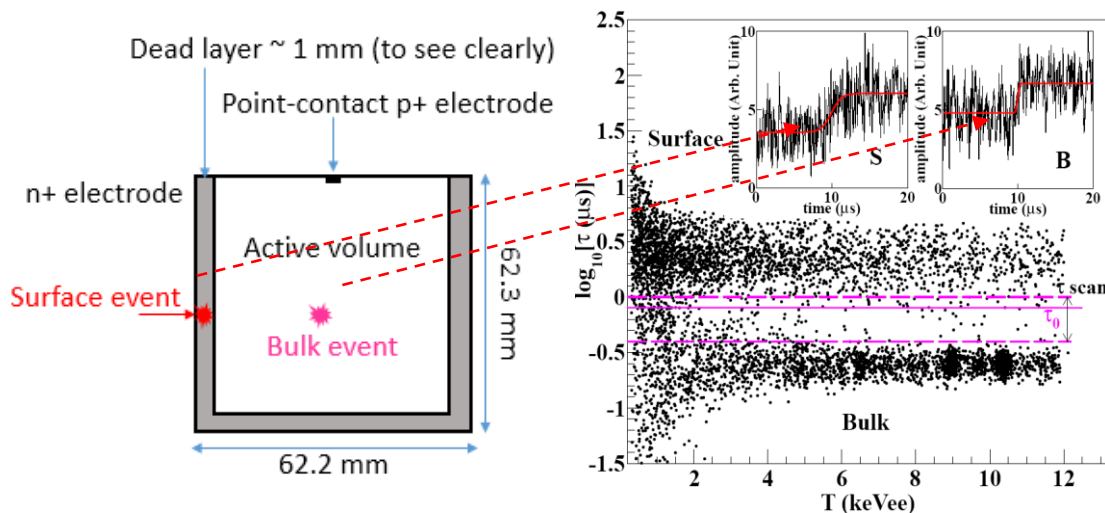 Dead layer ~ 1 mm (to see clearly)
Point-contact p+ electrode
n+ electrode
Active volume
Surface event
Bulk event
62.3 mm
62.2 mm
2.5
2
1.5
1
0.5
0
-0.5
-1
-1.5
log10[τ (μs)]
2
4
6
8
10
12
T (keVee)
Surface
Bulk
τ scan
τ0
amplitude (Arb. Unit)
10
5
0
0
10
20
time (μs)
S
amplitude (Arb. Unit)
10
5
0
0
10
20
time (μs)
B